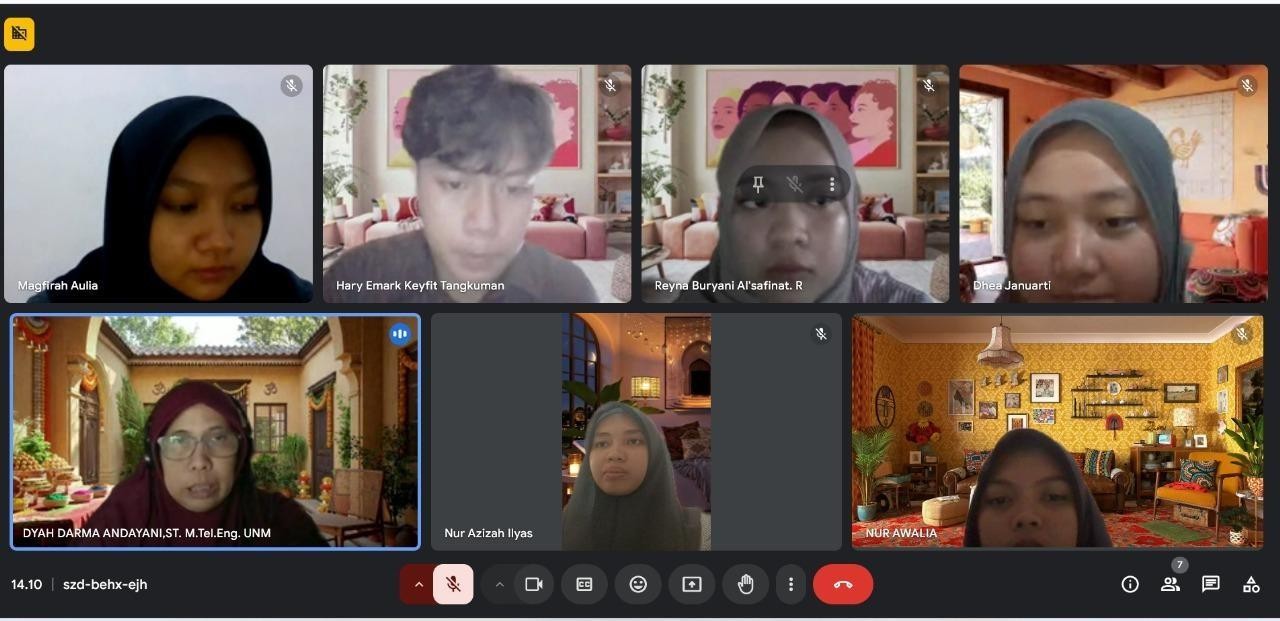 Magfirah Aulia
Hary Emark Keyfit Tangkuman
Reyna Buryani Al'safinat. R
Dhea Januarti
DYAH DARMA ANDAYANI,ST. M.Tel.Eng. UNM
Nur Azizah Ilyas
NUR AWALIA
7
14.10 | szd-behx-ejh
CC